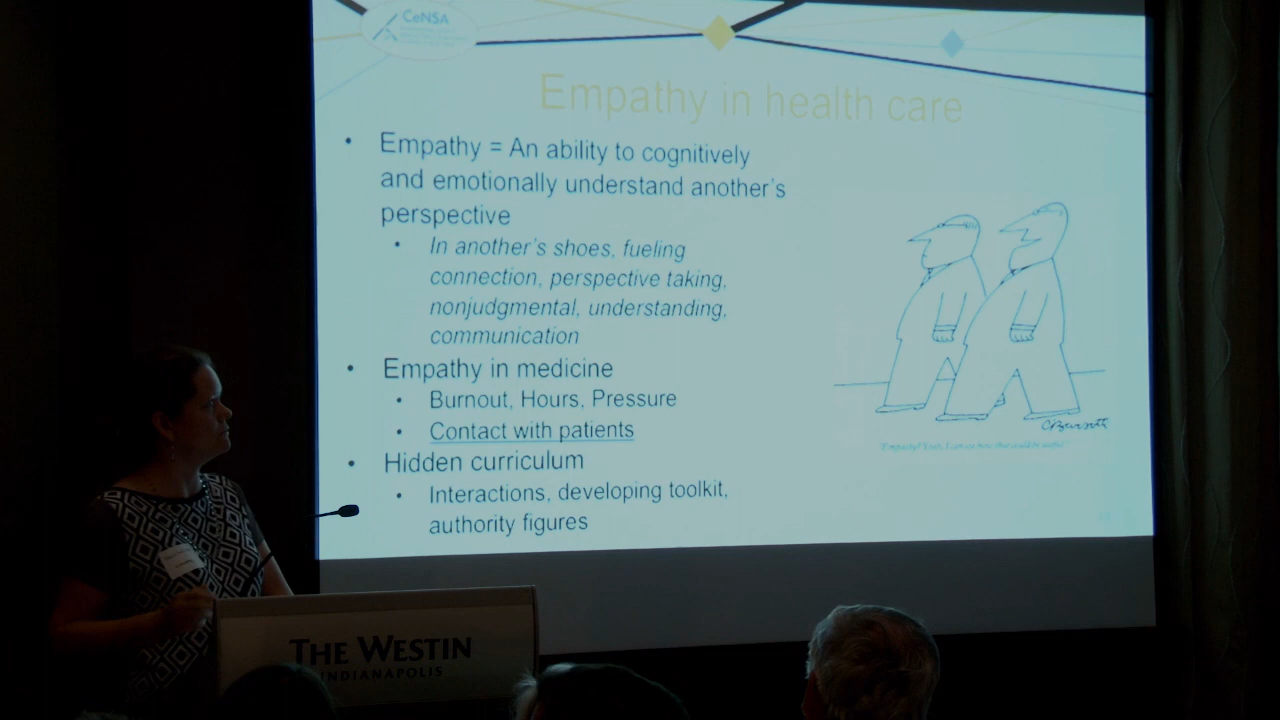 CeNSA
Empathy in health care
• Empathy = An ability to cognitively
and emotionally understand another's
perspective
• In another's shoes, fueling
connection, perspective taking,
nonjudgmental, understanding,
communication
• Empathy in medicine
• Burnout, Hours, Pressure
• Contact with patients
• Hidden curriculum
• Interactions, developing toolkit,
authority figures
THE WESTIN
INDIANAPOLIS